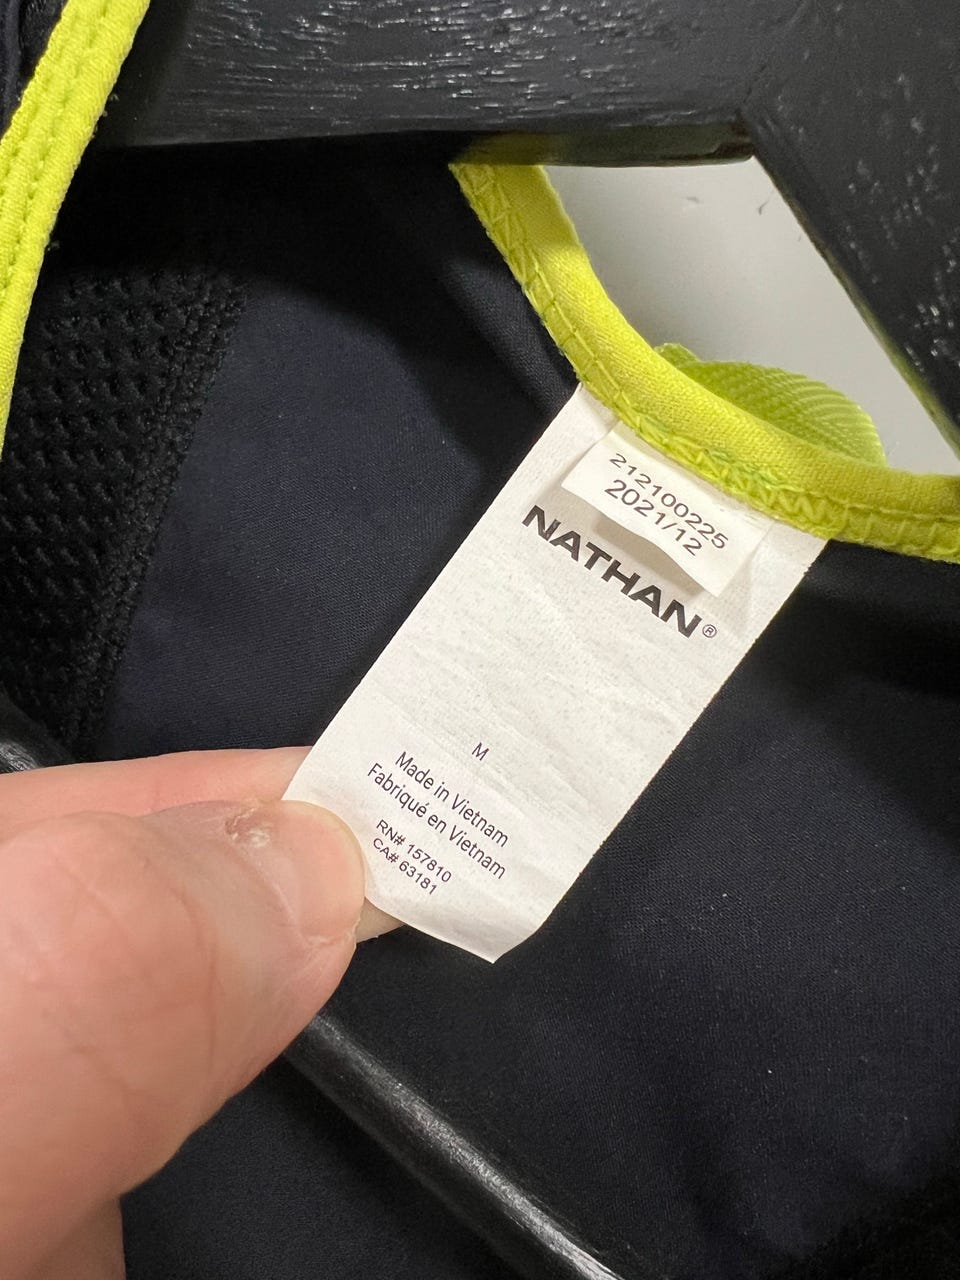 212100225
2021/12
NATHAN®
M
Made in Vietnam
Fabriqué en Vietnam
RN# 157810
CA# 63181